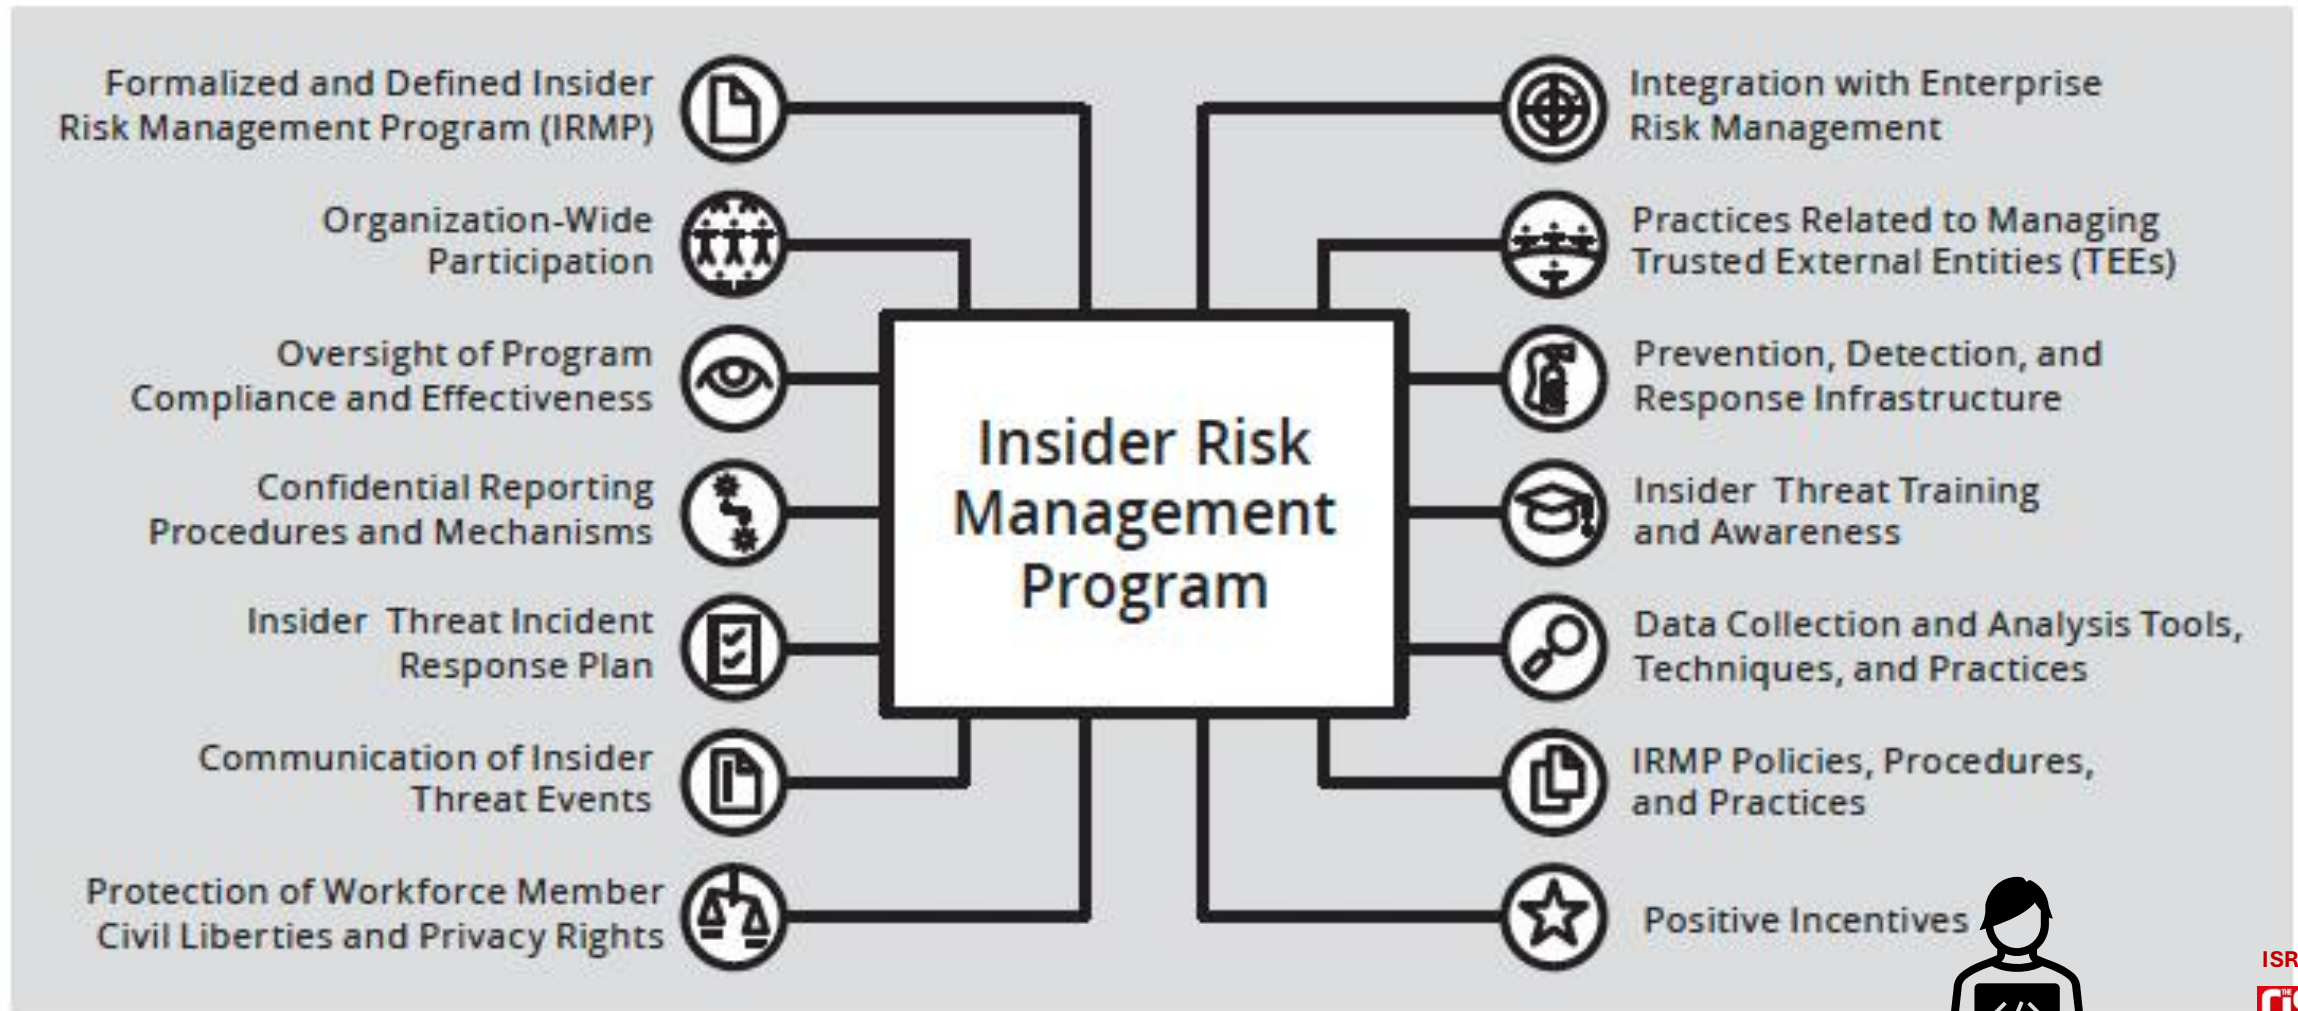 Formalized and Defined Insider
Risk Management Program (IRMP)
Organization-Wide
Participation
Oversight of Program
Compliance and Effectiveness
Confidential Reporting
Procedures and Mechanisms
Insider Threat Incident
Response Plan
Communication of Insider
Threat Events
Protection of Workforce Member
Civil Liberties and Privacy Rights
Insider Risk
Management
Program
Integration with Enterprise
Risk Management
Practices Related to Managing
Trusted External Entities (TEEs)
Prevention, Detection, and
Response Infrastructure
Insider Threat Training
and Awareness
Data Collection and Analysis Tools,
Techniques, and Practices
IRMP Policies, Procedures,
and Practices
Positive Incentives
ISR
THE